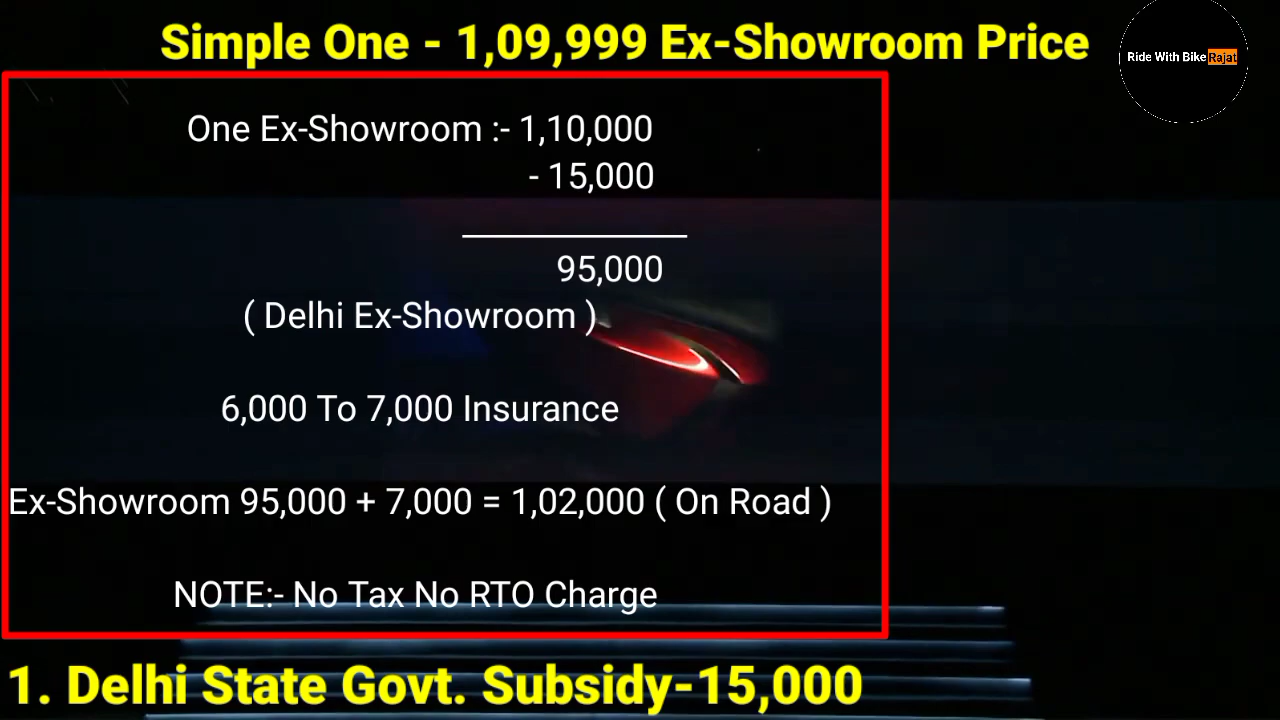 Simple One - 1,09,999 Ex-Showroom Price
Ride With Bike Rajat
One Ex-Showroom :- 1,10,000
- 15,000
95,000
( Delhi Ex-Showroom )
6,000 To 7,000 Insurance
Ex-Showroom 95,000 + 7,000 = 1,02,000 ( On Road )
NOTE:- No Tax No RTO Charge
1. Delhi State Govt. Subsidy-15,000